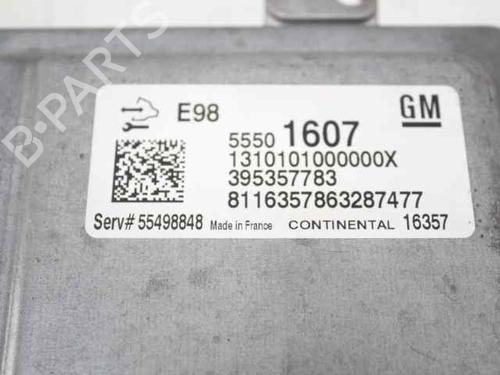 E98
GM
5550 1607
1310101000000X
395357783
8116357863287477
Serv# 55498848 Made in France CONTINENTAL 16357
B-PARTS